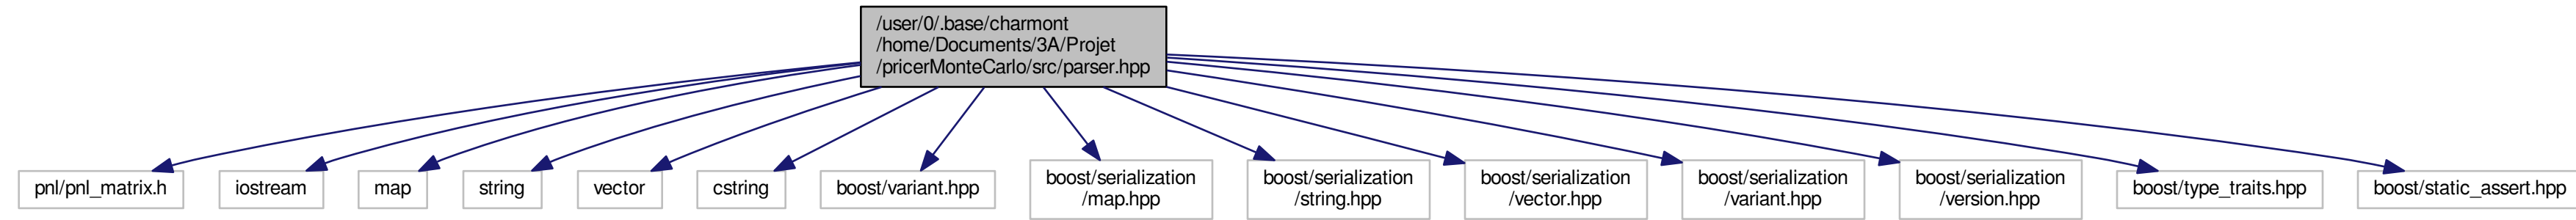 /user/0/.base/charmont
/home/Documents/3A/Projet
/pricerMonteCarlo/src/parser.hpp
pnl/pnl_matrix.h
iostream
map
string
vector
cstring
boost/variant.hpp
boost/serialization
/map.hpp
boost/serialization
/string.hpp
boost/serialization
/vector.hpp
boost/serialization
/variant.hpp
boost/serialization
/version.hpp
boost/type_traits.hpp
boost/static_assert.hpp